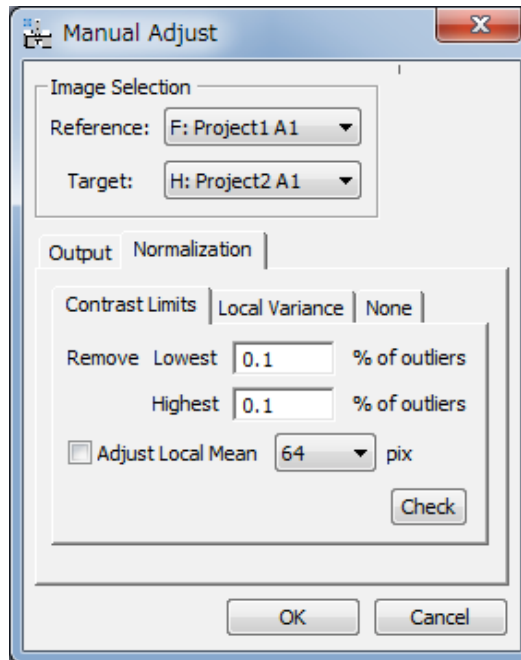 Manual Adjust
Image Selection
Reference: F: Project1 A1
Target: H: Project2 A1
Output Normalization
Contrast Limits Local Variance None
Remove Lowest 0.1 % of outliers
Highest 0.1 % of outliers
Adjust Local Mean 64 pix
Check
OK Cancel